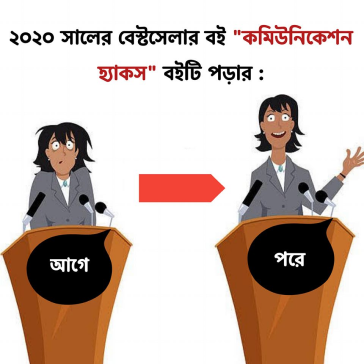 ২০২০ সালের বেস্টসেলার বই "কমিউনিকেশন
হ্যাকস" বইটি পড়ার :
আগে
পরে